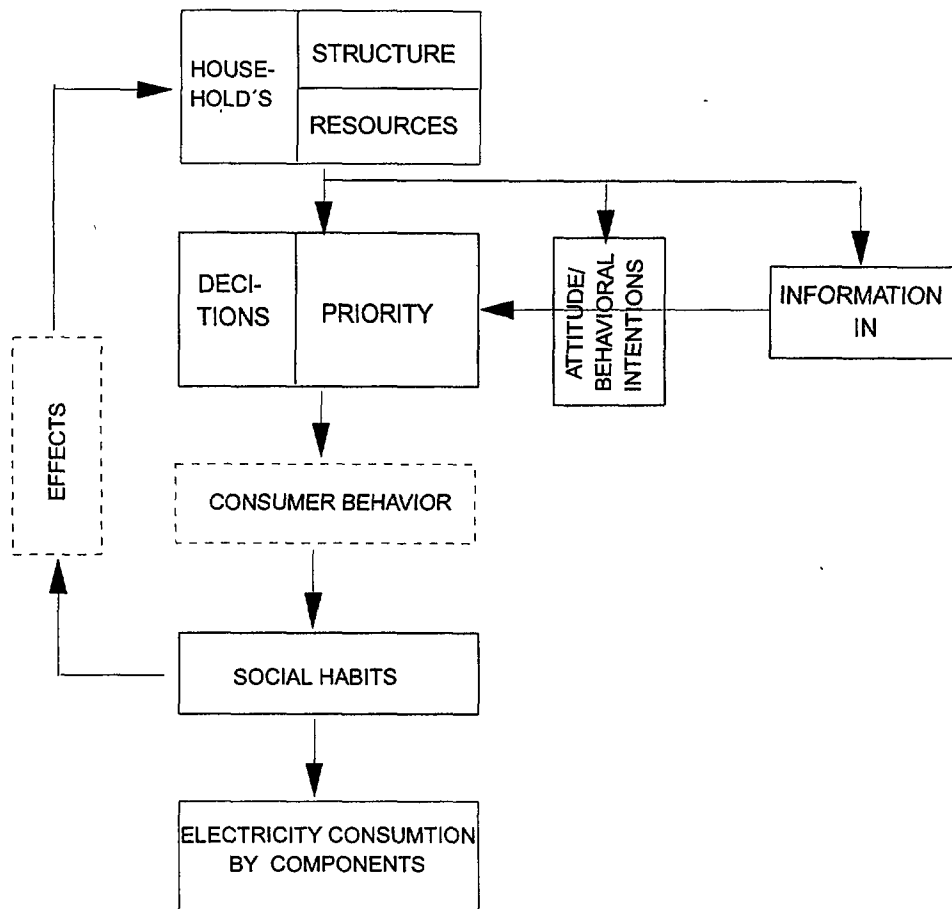 HOUSE-
HOLD'S
STRUCTURE
RESOURCES
DECI-
TIONS
PRIORITY
ATTITUDE/
BEHAVIORAL
INTENTIONS
INFORMATION
IN
EFFECTS
CONSUMER BEHAVIOR
SOCIAL HABITS
ELECTRICITY CONSUMTION
BY COMPONENTS